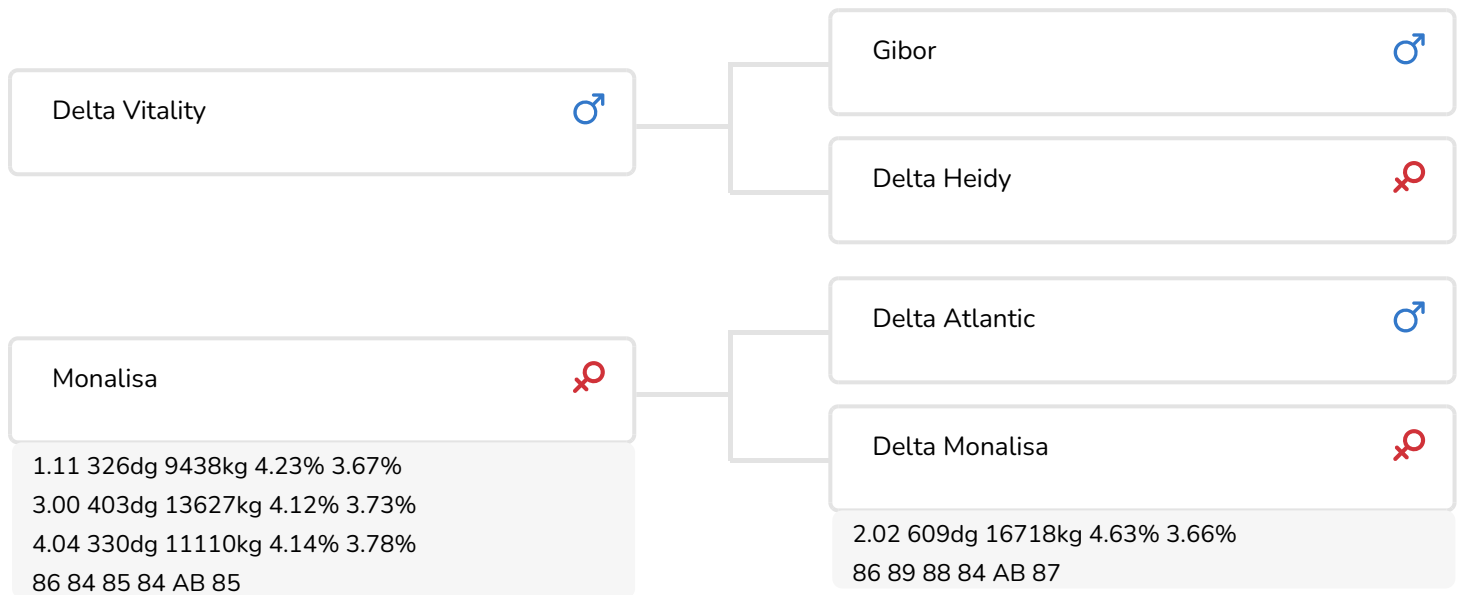 Delta Vitality
Gibor
Delta Heidy
Monalisa
1.11 326dg 9438kg 4.23% 3.67%
3.00 403dg 13627kg 4.12% 3.73%
4.04 330dg 11110kg 4.14% 3.78%
86 84 85 84 AB 85
Delta Atlantic
Delta Monalisa
2.02 609dg 16718kg 4.63% 3.66%
86 89 88 84 AB 87